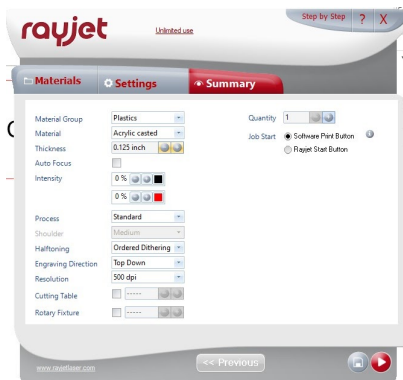 rayjet
Unlimited use
Step by Step ? X
Materials
Settings
Summary
Material Group Plastics
Material Acrylic casted
Thickness 0.125 inch
Auto Focus
Intensity 0 %
0 %
Process Standard
Shoulder Medium
Halftoning Ordered Dithering
Engraving Direction Top Down
Resolution 500 dpi
Cutting Table -----
Rotary Fixture -----
Quantity 1
Job Start Software Print Button
Rayjet Start Button
www.rayjetlaser.com
<< Previous